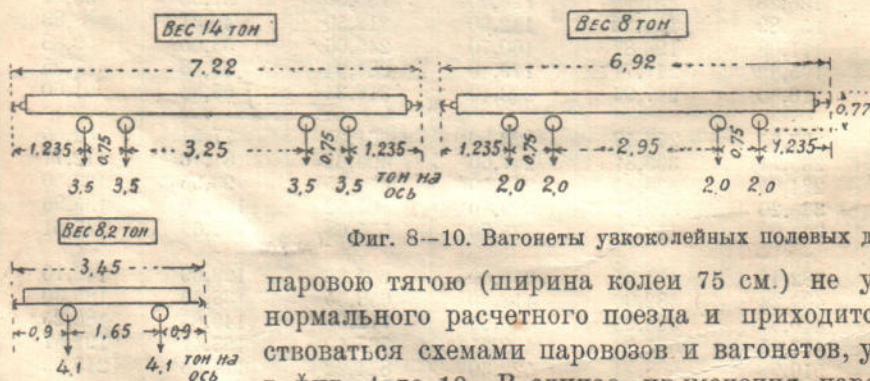 ВЕС 14 ТОН
ВЕС 8 ТОН
7.22
6,92
0,77
1.235 0,75 3,25 0,75 1.235
1.235 0,75 2,95 0,75 1.235
3,5 3,5 3,5 3,5 ТОН НА ОСЬ
2,0 2,0 2,0 2,0
ВЕС 8,2 ТОН
3,45
0,9 1,65 0,9
4,1 4,1 ТОН НА ОСЬ
Фиг. 8—10. Вагонеты узкоколейных полевых д
паровою тягою (ширина колеи 75 см.) не у
нормального расчетного поезда и приходитс
ствоваться схемами паровозов и вагонетов, у